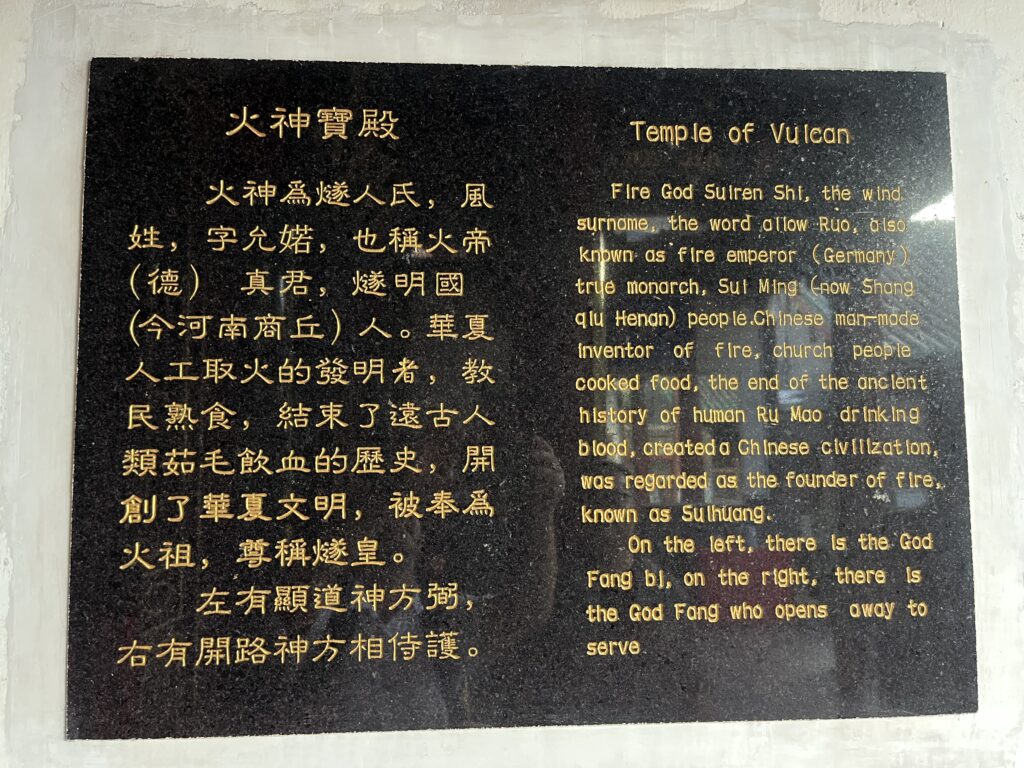 火神寶殿
火神爲燧人氏，風
姓，字允婼，也稱火帝
（德） 真君，燧明國
（今河南商丘）人。華夏
人工取火的發明者，教
民熟食，結束了遠古人
類茹毛飲血的歷史，開
創了華夏文明，被奉爲
火祖，尊稱燧皇。
左有顯道神方弼，
右有開路神方相侍護。
Temple of Vulcan
Fire God Suiren Shi, the wind
surname, the word allow Ruo, also
known as fire emperor (Germany)
true monarch, Sui Ming (now Shang
qiu Henan) people.Chinese man-made
inventor of fire, church people
cooked food, the end of the ancient
history of human Ru Mao drinking
blood, created a Chinese civilization,
was regarded as the founder of fire,
known as Suihuang.
On the left, there is the God
Fang bi, on the right, there is
the God Fang who opens away to
serve